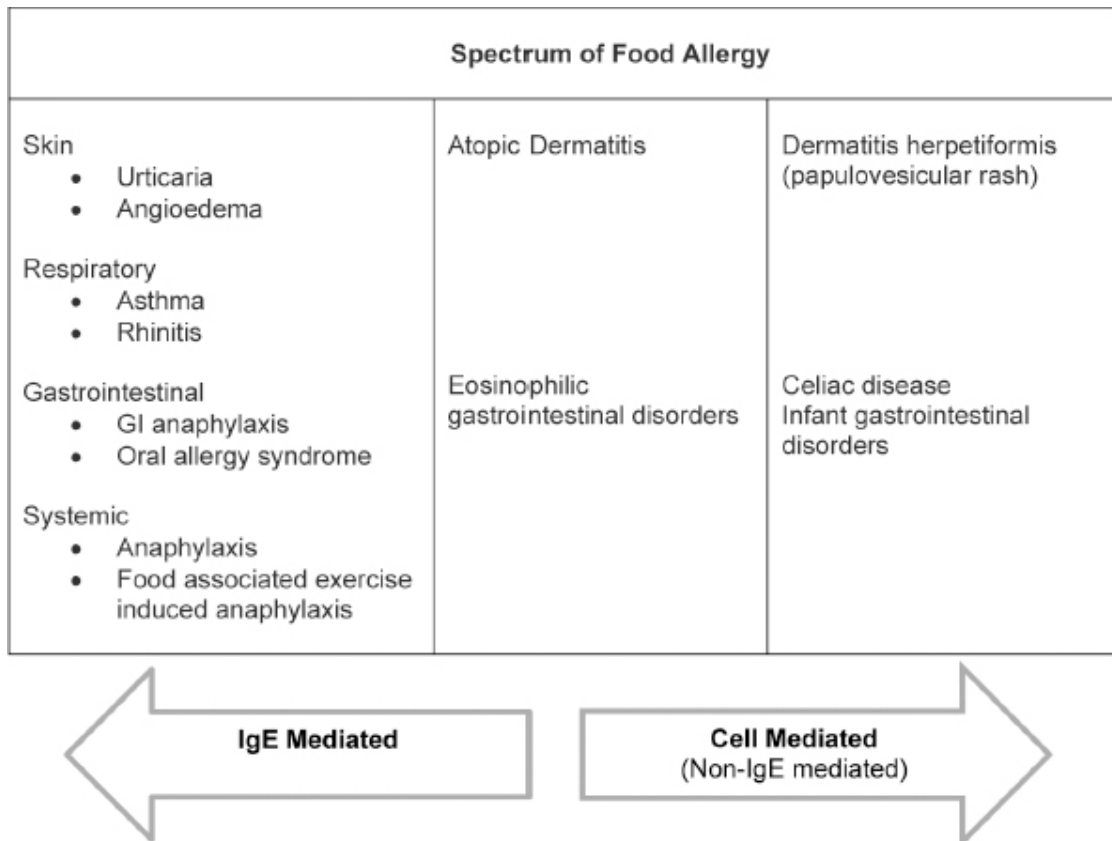 Spectrum of Food Allergy
Skin
• Urticaria
• Angioedema
Respiratory
• Asthma
• Rhinitis
Gastrointestinal
• GI anaphylaxis
• Oral allergy syndrome
Systemic
• Anaphylaxis
• Food associated exercise
induced anaphylaxis
Atopic Dermatitis
Eosinophilic
gastrointestinal disorders
Dermatitis herpetiformis
(papulovesicular rash)
Celiac disease
Infant gastrointestinal
disorders
IgE Mediated
Cell Mediated
(Non-IgE mediated)